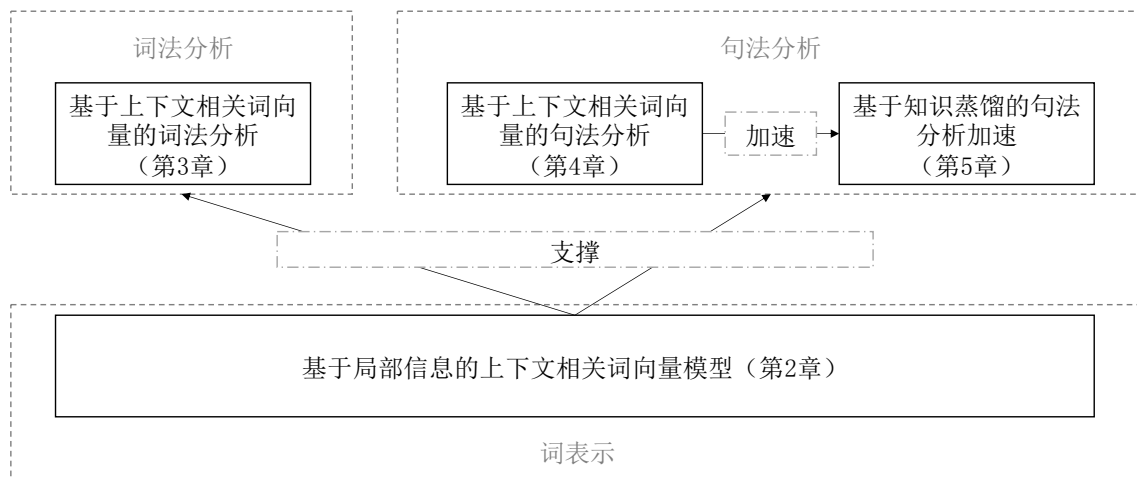 词法分析
句法分析
基于上下文相关词向
量的词法分析
（第3章）
基于上下文相关词向
量的句法分析
（第4章）
加速
基于知识蒸馏的句法
分析加速
（第5章）
支撑
基于局部信息的上下文相关词向量模型（第2章）
词表示